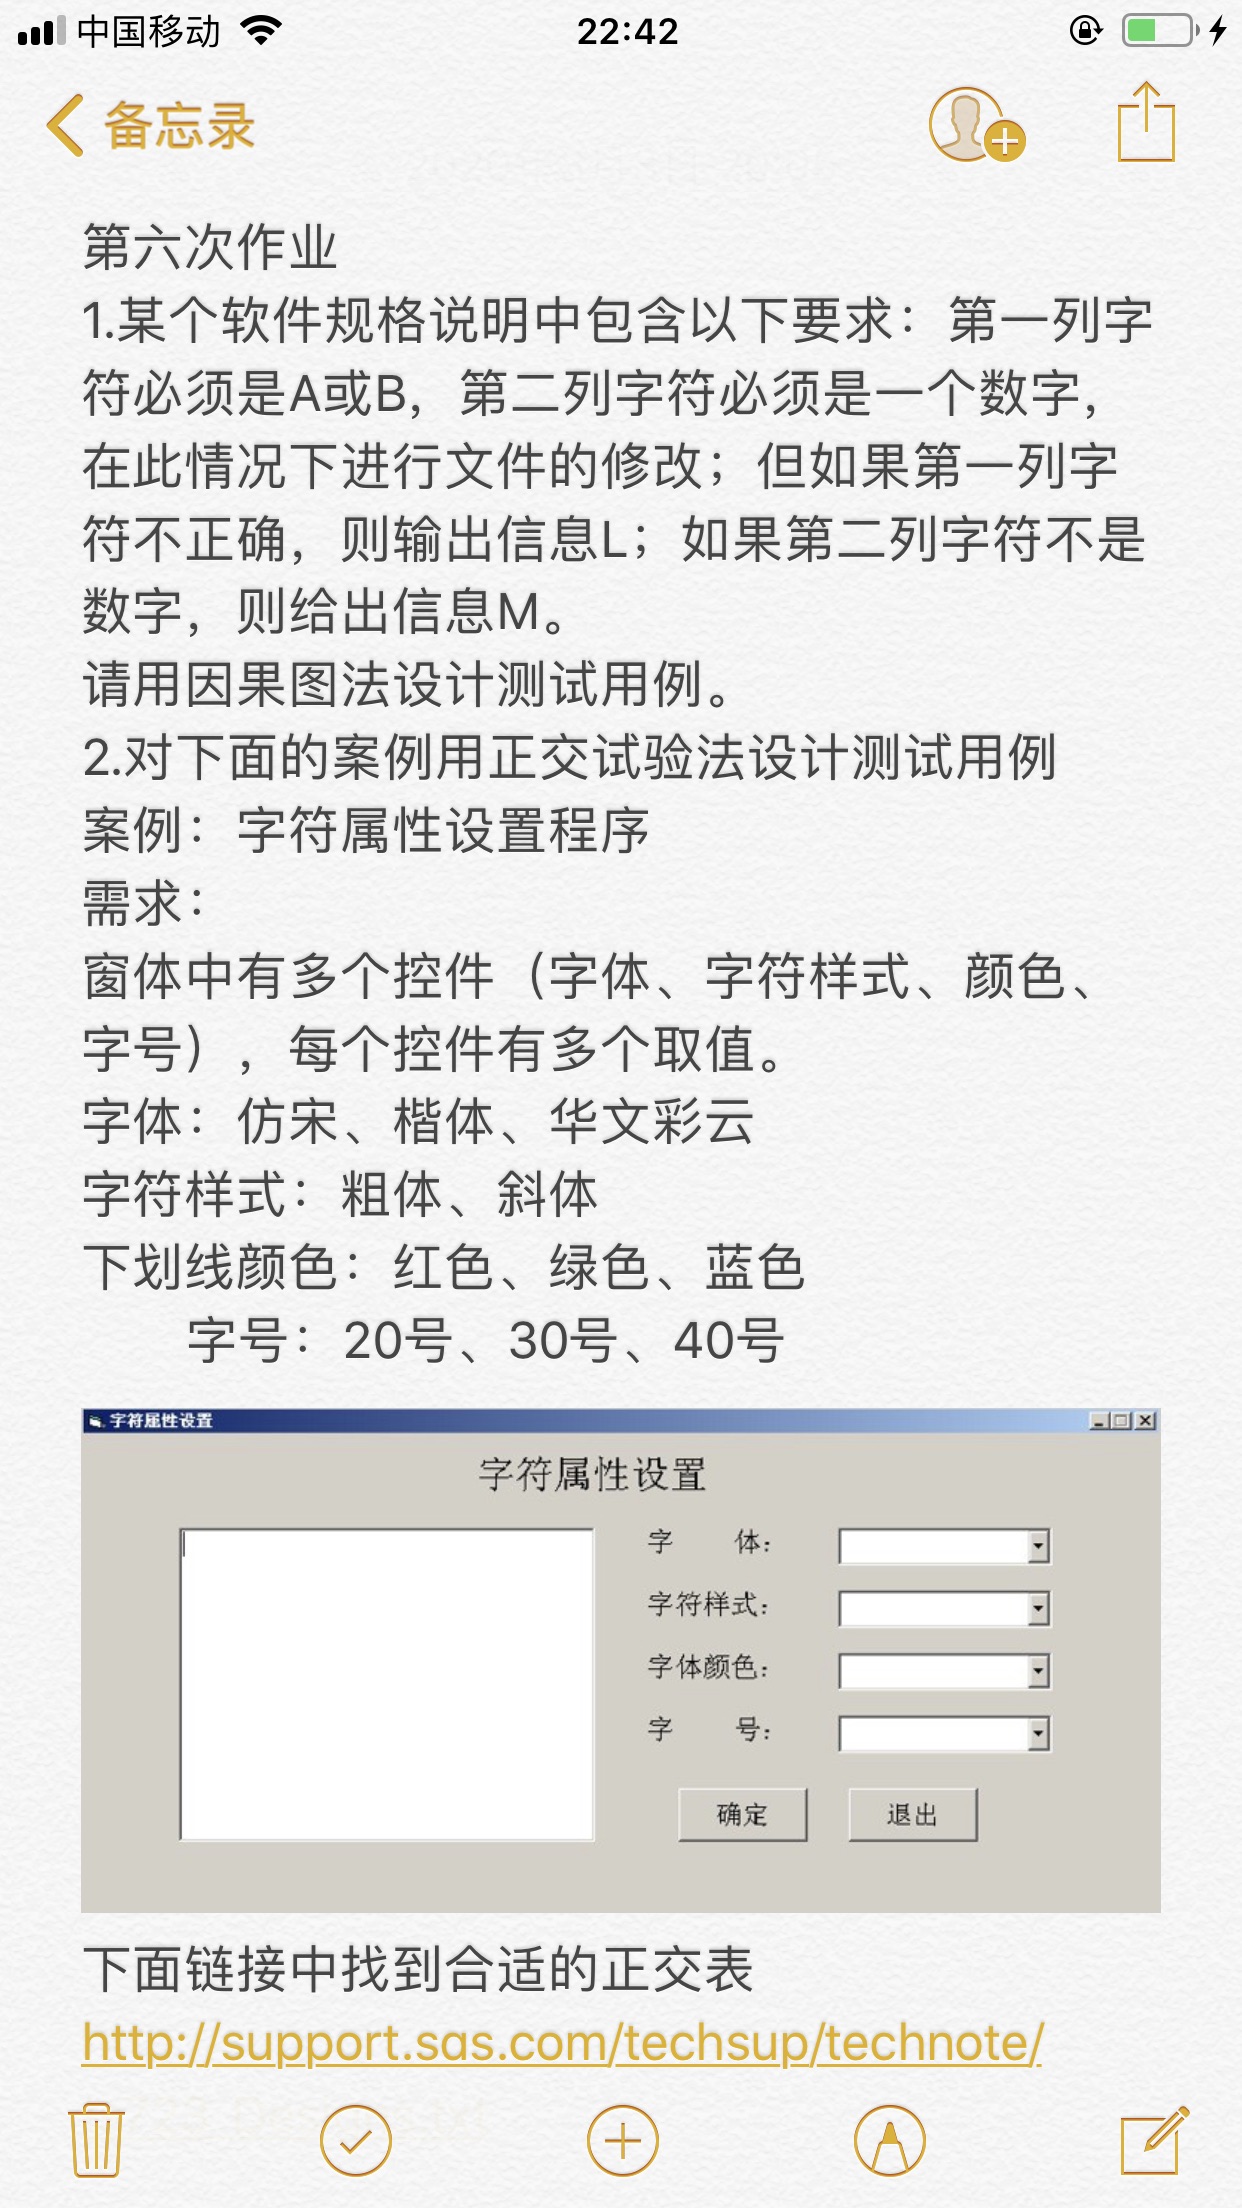 中国移动
22:42
备忘录
第六次作业
1.某个软件规格说明中包含以下要求：第一列字
符必须是A或B，第二列字符必须是一个数字，
在此情况下进行文件的修改；但如果第一列字
符不正确，则输出信息L；如果第二列字符不是
数字，则给出信息M。
请用因果图法设计测试用例。
2.对下面的案例用正交试验法设计测试用例
案例：字符属性设置程序
需求：
窗体中有多个控件（字体、字符样式、颜色、
字号），每个控件有多个取值。
字体：仿宋、楷体、华文彩云
字符样式：粗体、斜体
下划线颜色：红色、绿色、蓝色
字号：20号、30号、40号
字符属性设置
字符属性设置
字 体：
字符样式：
字体颜色：
字 号：
确定 退出
下面链接中找到合适的正交表
http://support.sas.com/techsup/technote/